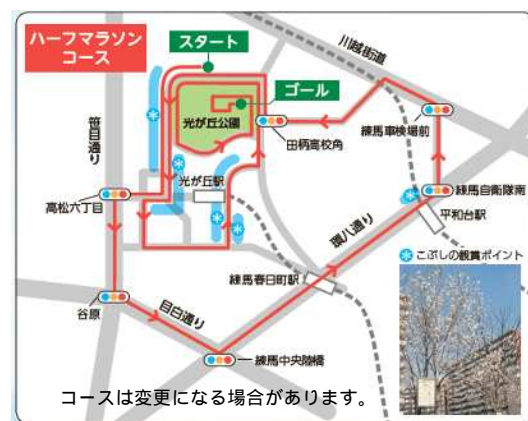 ハーフマラソン
コース
スタート
ゴール
光が丘公園
川越街道
笹目通り
田柄高校角
練馬車検場前
光が丘駅
高松六丁目
練馬自衛隊南
平和台駅
環八通り
こぶしの観賞ポイント
練馬春日町駅
谷原
目白通り
練馬中央陸橋
コースは変更になる場合があります。